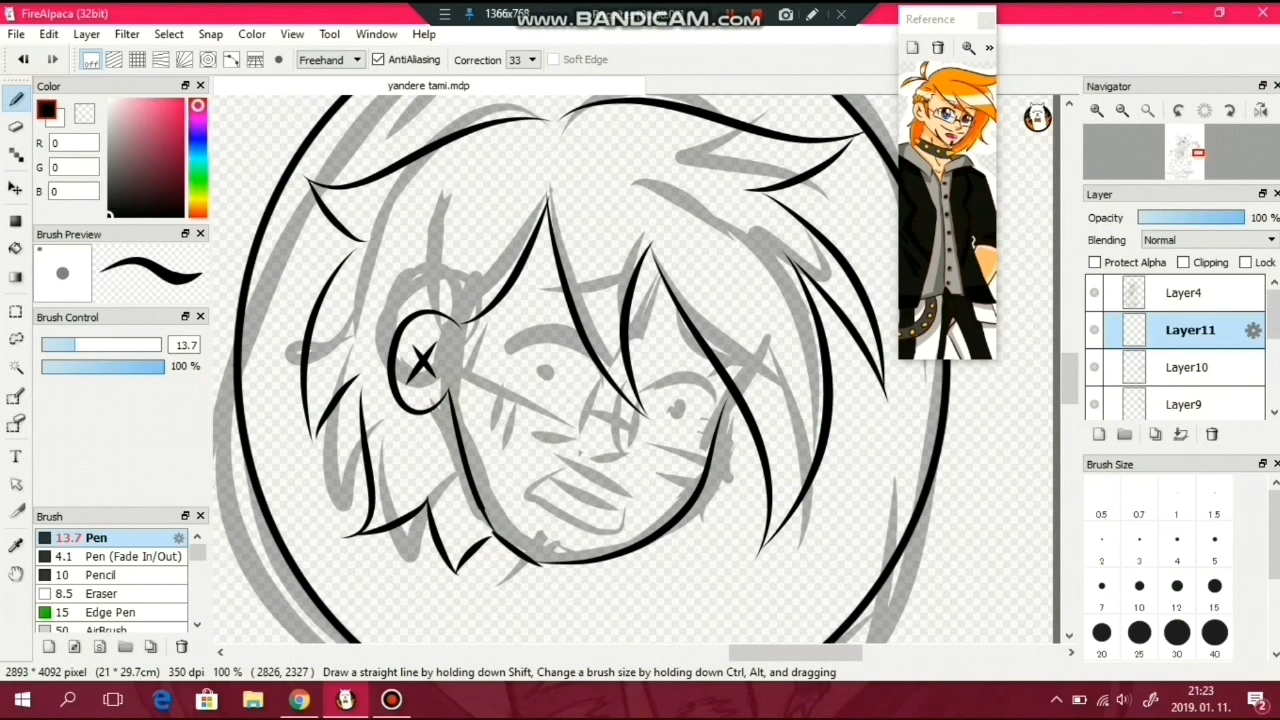 FireAlpaca (32bit)
1366x768
www.BANDICAM.com
Reference
File Edit Layer Filter Select Snap Color View Tool Window Help
off
Freehand
AntiAliasing
Correction 33
Soft Edge
Color
yandere tami.mdp
Navigator
R 0
G 0
B 0
Layer
Opacity 100 %
Blending Normal
Protect Alpha Clipping Lock
Brush Preview
Layer4
Layer11
Layer10
Layer9
Brush Control
13.7
100 %
Brush Size
0.5 0.7 1 1.5
2 3 4 5
7 10 12 15
20 25 30 40
Brush
13.7 Pen
4.1 Pen (Fade In/Out)
10 Pencil
8.5 Eraser
15 Edge Pen
50 AirBrush
2893 * 4092 pixel (21 * 29.7cm) 350 dpi 100 % ( 2826, 2327 ) Draw a straight line by holding down Shift, Change a brush size by holding down Ctrl, Alt, and dragging
21:23
2019. 01. 11.
2